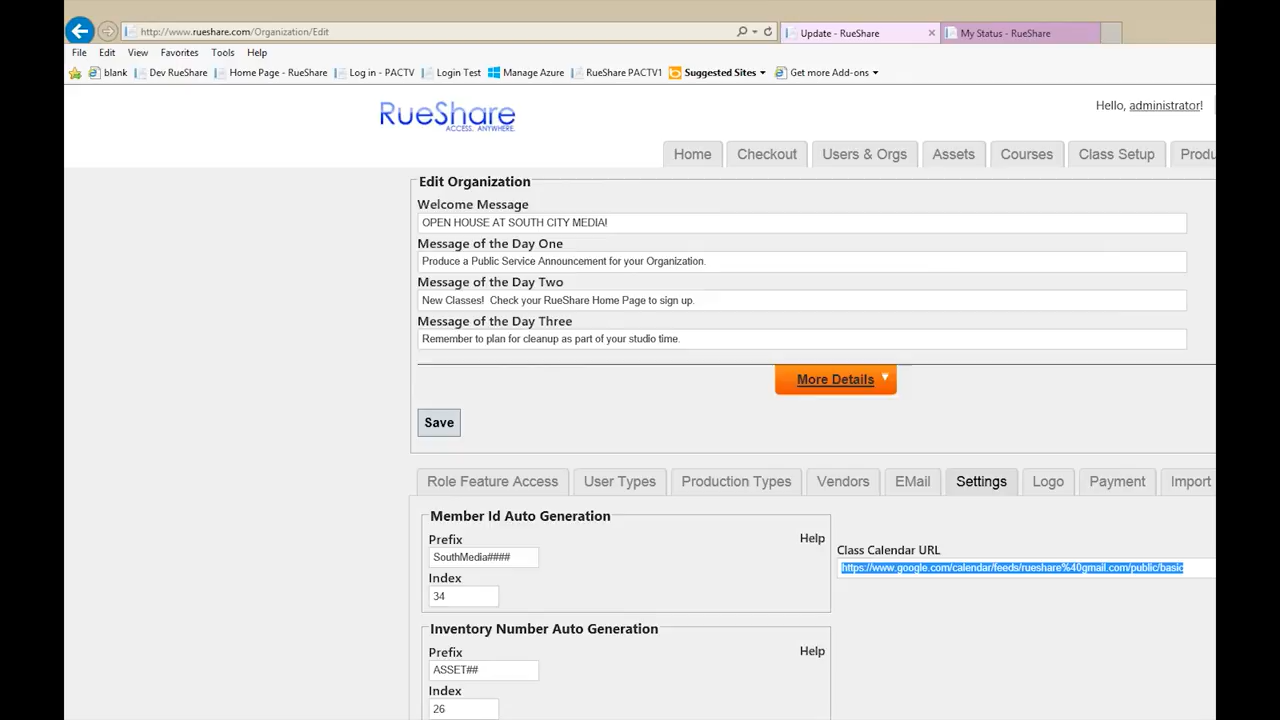 http://www.rueshare.com/Organization/Edit
Update - RueShare
My Status - RueShare
File Edit View Favorites Tools Help
blank Dev RueShare Home Page - RueShare Log in - PACTV Login Test Manage Azure RueShare PACTV1 Suggested Sites Get more Add-ons
RueShare
ACCESS. ANYWHERE.
Hello, administrator!
Home Checkout Users & Orgs Assets Courses Class Setup Produ
Edit Organization
Welcome Message
OPEN HOUSE AT SOUTH CITY MEDIA!
Message of the Day One
Produce a Public Service Announcement for your Organization.
Message of the Day Two
New Classes! Check your RueShare Home Page to sign up.
Message of the Day Three
Remember to plan for cleanup as part of your studio time.
More Details
Save
Role Feature Access User Types Production Types Vendors EMail Settings Logo Payment Import
Member Id Auto Generation
Prefix
Help
SouthMedia####
Index
34
Class Calendar URL
https://www.google.com/calendar/feeds/rueshare%40gmail.com/public/basic
Inventory Number Auto Generation
Prefix
Help
ASSET##
Index
26